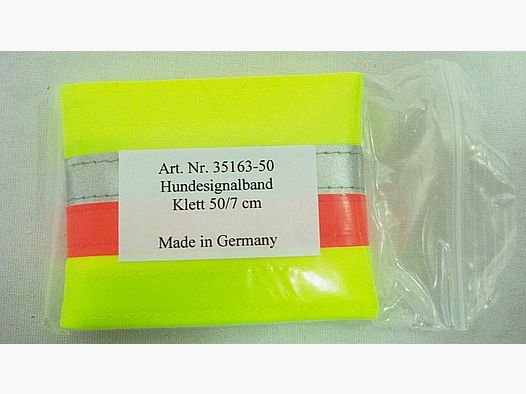 Art. Nr. 35163-50
Hundesignalband
Klett 50/7 cm
Made in Germany